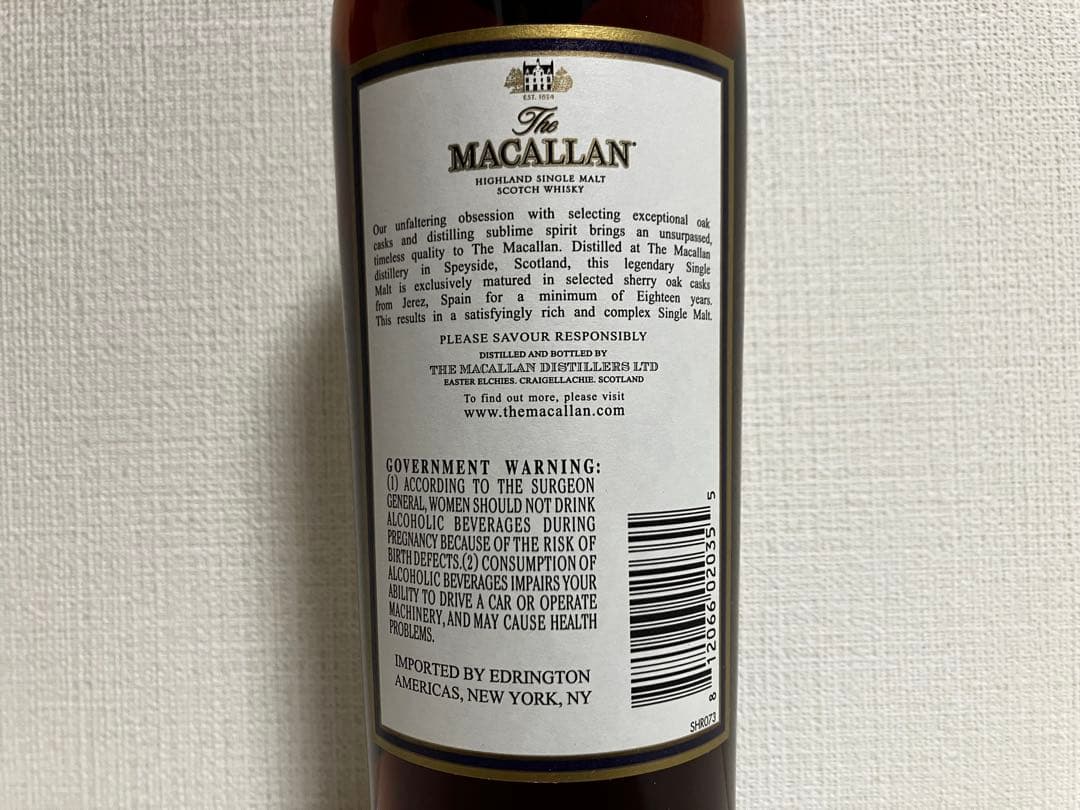 EST. 1824
The
MACALLAN
HIGHLAND SINGLE MALT
SCOTCH WHISKY
Our unfaltering obsession with selecting exceptional oak
casks and distilling sublime spirit brings an unsurpassed,
timeless quality to The Macallan. Distilled at The Macallan
distillery in Speyside, Scotland, this legendary Single
Malt is exclusively matured in selected sherry oak casks
from Jerez, Spain for a minimum of Eighteen years.
This results in a satisfyingly rich and complex Single Malt.
PLEASE SAVOUR RESPONSIBLY
DISTILLED AND BOTTLED BY
THE MACALLAN DISTILLERS LTD
EASTER ELCHIES. CRAIGELLACHIE. SCOTLAND
To find out more, please visit
www.themacallan.com
GOVERNMENT WARNING:
(1) ACCORDING TO THE SURGEON
GENERAL, WOMEN SHOULD NOT DRINK
ALCOHOLIC BEVERAGES DURING
PREGNANCY BECAUSE OF THE RISK OF
BIRTH DEFECTS.(2) CONSUMPTION OF
ALCOHOLIC BEVERAGES IMPAIRS YOUR
ABILITY TO DRIVE A CAR OR OPERATE
MACHINERY, AND MAY CAUSE HEALTH
PROBLEMS.
IMPORTED BY EDRINGTON
AMERICAS, NEW YORK, NY
8 12066 02035 5
SHR073